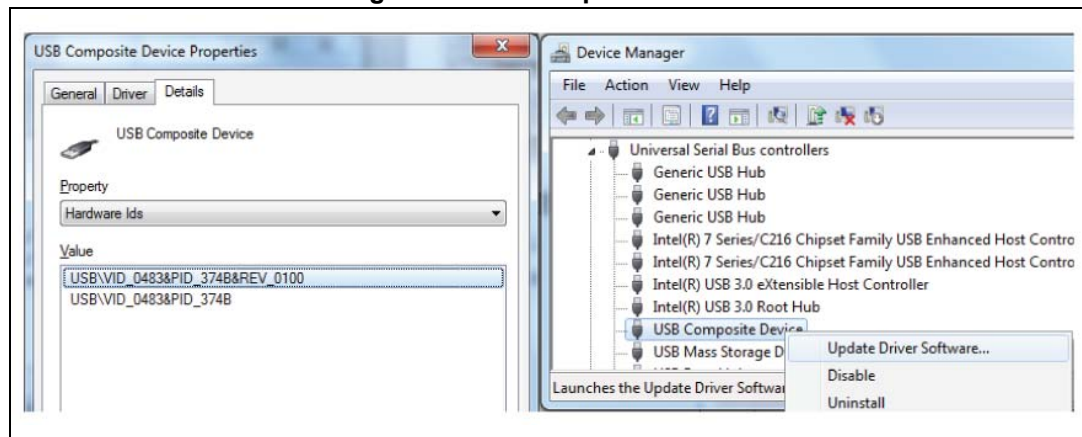 USB Composite Device Properties
General Driver Details
USB Composite Device
Property
Hardware Ids
Value
USB\VID_0483&PID_374B&REV_0100
USB\VID_0483&PID_374B
Device Manager
File Action View Help
Universal Serial Bus controllers
Generic USB Hub
Generic USB Hub
Generic USB Hub
Intel(R) 7 Series/C216 Chipset Family USB Enhanced Host Contro
Intel(R) 7 Series/C216 Chipset Family USB Enhanced Host Contro
Intel(R) USB 3.0 eXtensible Host Controller
Intel(R) USB 3.0 Root Hub
USB Composite Device
USB Mass Storage D
Launches the Update Driver Softwa
Update Driver Software...
Disable
Uninstall